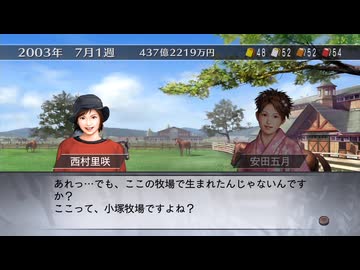 2003年 7月1週 437億2219万円 48 52 52 54
西村里咲 安田五月
あれっ…でも、ここの牧場で生まれたんじゃないんです
か?
ここって、小塚牧場ですよね?